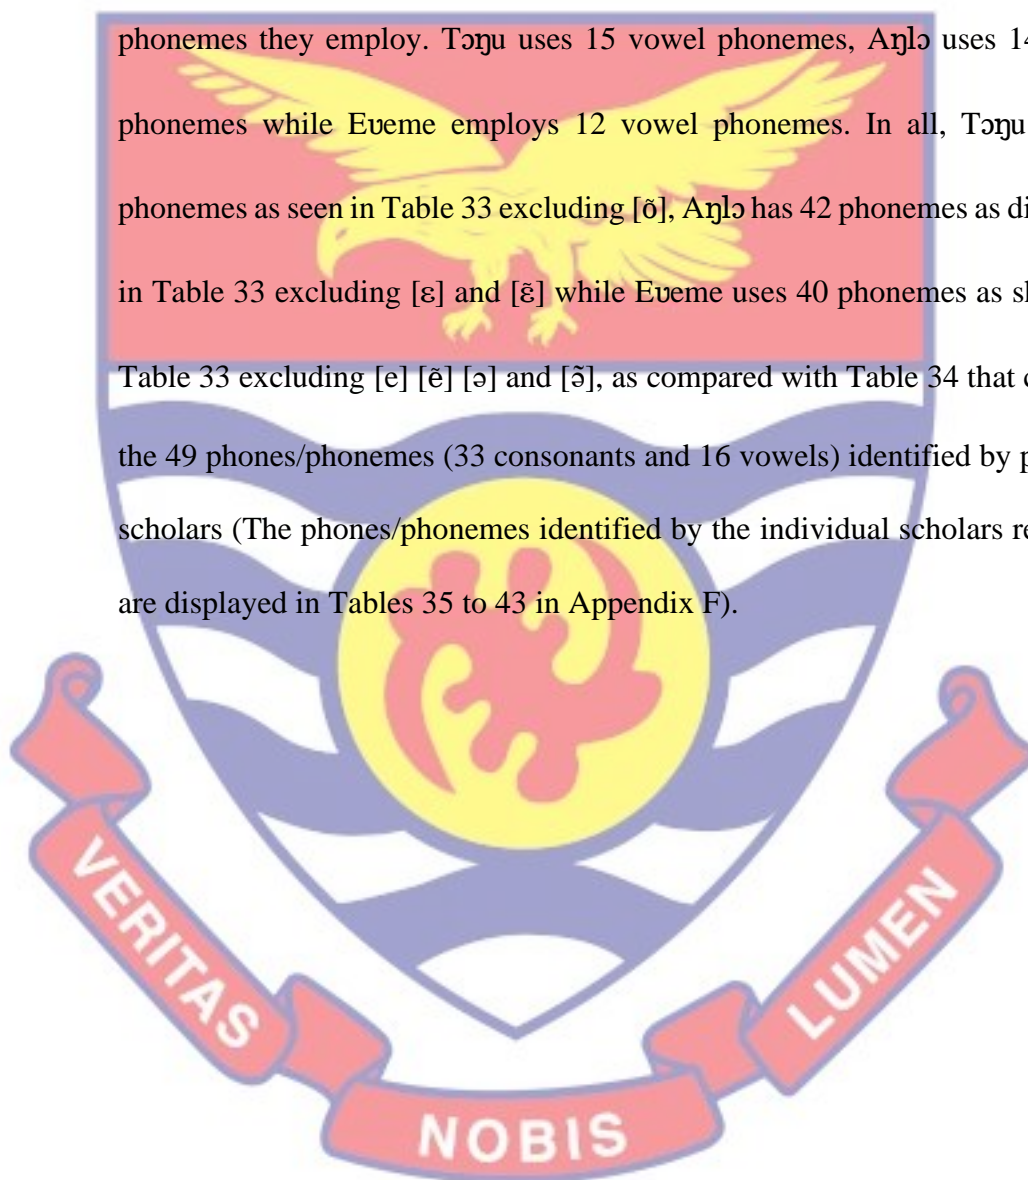 phonemes they employ. Tɔŋu uses 15 vowel phonemes, Aŋlɔ uses 14
phonemes while Eʋeme employs 12 vowel phonemes. In all, Tɔŋu
phonemes as seen in Table 33 excluding [õ], Aŋlɔ has 42 phonemes as di
in Table 33 excluding [ɛ] and [ɛ̃] while Eʋeme uses 40 phonemes as sh
Table 33 excluding [e] [ẽ] [ə] and [ə̃], as compared with Table 34 that c
the 49 phones/phonemes (33 consonants and 16 vowels) identified by p
scholars (The phones/phonemes identified by the individual scholars re
are displayed in Tables 35 to 43 in Appendix F).
VERITAS
NOBIS
LUMEN